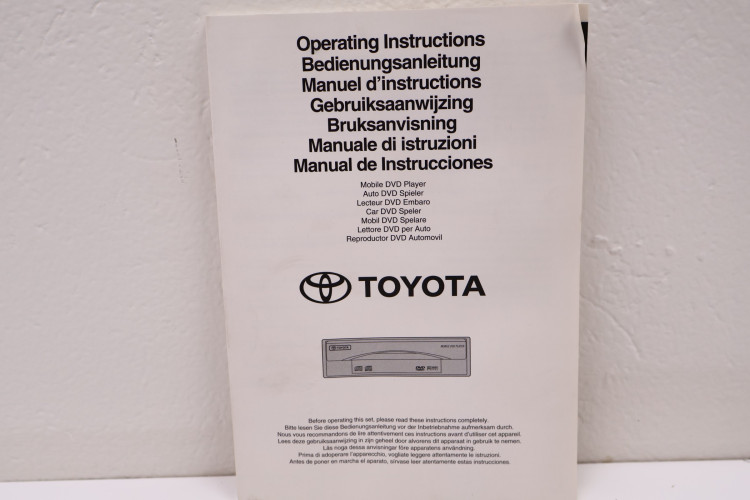 Operating Instructions
Bedienungsanleitung
Manuel d'instructions
Gebruiksaanwijzing
Bruksanvisning
Manuale di istruzioni
Manual de Instrucciones
Mobile DVD Player
Auto DVD Spieler
Lecteur DVD Embaro
Car DVD Speler
Mobil DVD Spelare
Lettore DVD per Auto
Reproductor DVD Automovil
TOYOTA
Before operating this set, please read these instructions completely
Bitte lesen Sie diese Bedienungsanleitung vor der Inbetriebnahme aufmerksam durch.
Nous vous recommandons de lire attentivement ces instructions avant d'utiliser cet appareil.
Lees deze gebruiksaanwijzing in zijn geheel door alvorens dit apparaat in gebruik te nemen.
Läs noga dessa anvisningar före apparatens användning.
Prima di adoperare l'apparecchio, vogliate leggere attentamente le istruzioni.
Antes de poner en marcha el aparato, sirvase leer atentamente estas instrucciones.